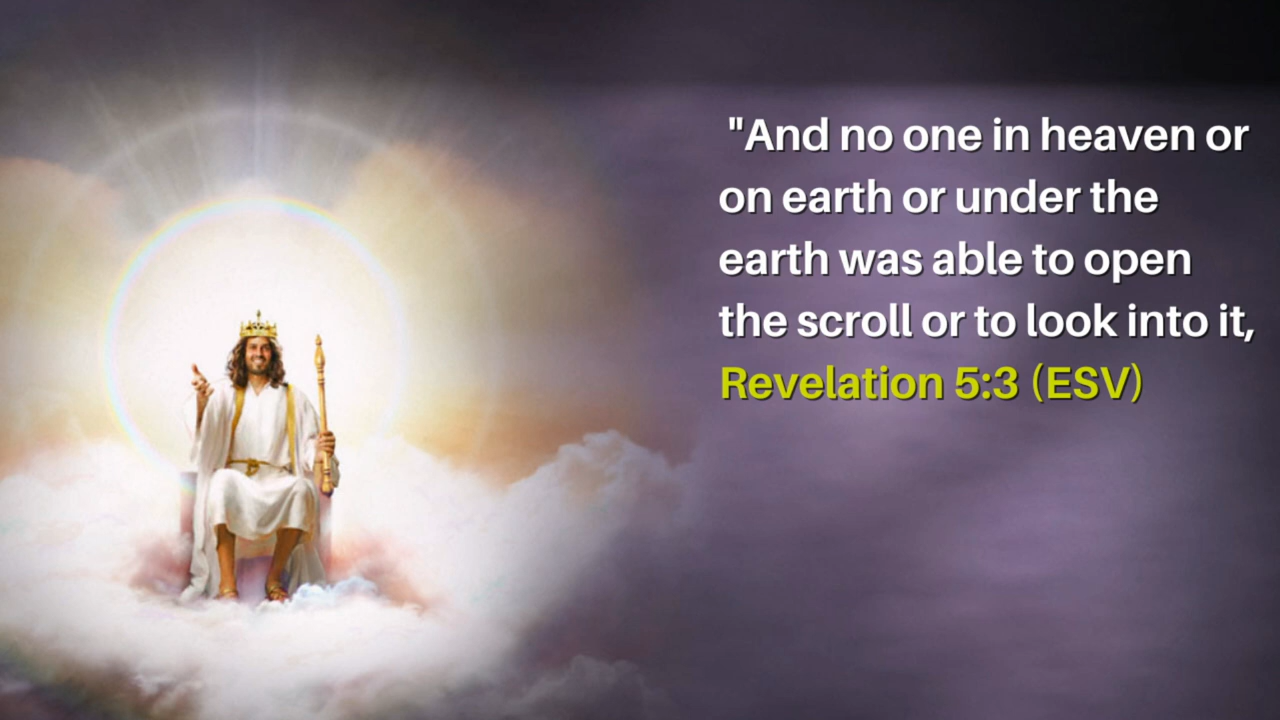 "And no one in heaven or
on earth or under the
earth was able to open
the scroll or to look into it,
Revelation 5:3 (ESV)